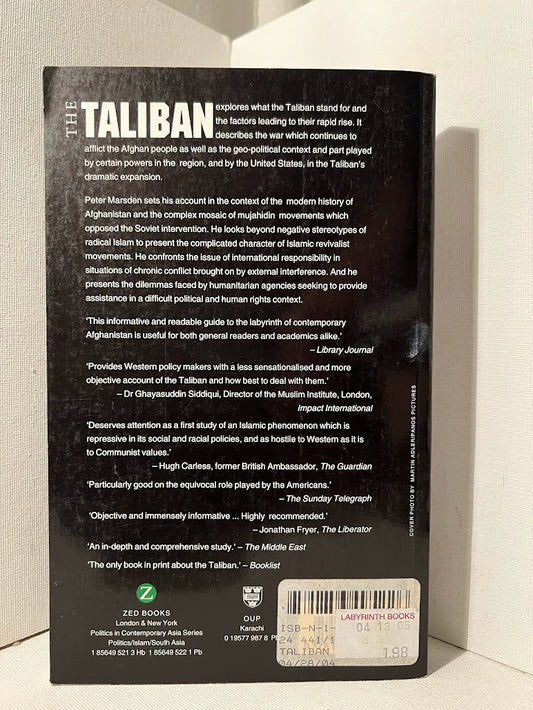 THE TALIBAN explores what the Taliban stand for and
the factors leading to their rapid rise. It
describes the war which continues to
afflict the Afghan people as well as the geo-political context and part played
by certain powers in the region, and by the United States, in the Taliban's
dramatic expansion.
Peter Marsden sets his account in the context of the modern history of
Afghanistan and the complex mosaic of mujahidin movements which
opposed the Soviet intervention. He looks beyond negative stereotypes of
radical Islam to present the complicated character of Islamic revivalist
movements. He confronts the issue of international responsibility in
situations of chronic conflict brought on by external interference. And he
presents the dilemmas faced by humanitarian agencies seeking to provide
assistance in a difficult political and human rights context.
'This informative and readable guide to the labyrinth of contemporary
Afghanistan is useful for both general readers and academics alike.'
– Library Journal
'Provides Western policy makers with a less sensationalised and more
objective account of the Taliban and how best to deal with them.'
– Dr Ghayasuddin Siddiqui, Director of the Muslim Institute, London,
Impact International
'Deserves attention as a first study of an Islamic phenomenon which is
repressive in its social and racial policies, and as hostile to Western as it is
to Communist values.'
– Hugh Carless, former British Ambassador, The Guardian
'Particularly good on the equivocal role played by the Americans.'
– The Sunday Telegraph
'Objective and immensely informative ... Highly recommended.'
– Jonathan Fryer, The Liberator
'An in-depth and comprehensive study.' – The Middle East
'The only book in print about the Taliban.' – Booklist
COVER PHOTO BY MARTIN ADLER/PANOS PICTURES
Z
ZED BOOKS
London & New York
Politics in Contemporary Asia Series
Politics/Islam/South Asia
1 85649 521 3 Hb 1 85649 522 1 Pb
OUP
Karachi
0 19577 987 8
LABYRINTH BOOKS
ISB-N-1-
04 13 05
24 441/1
TALIBAN
1.98
04/28/04